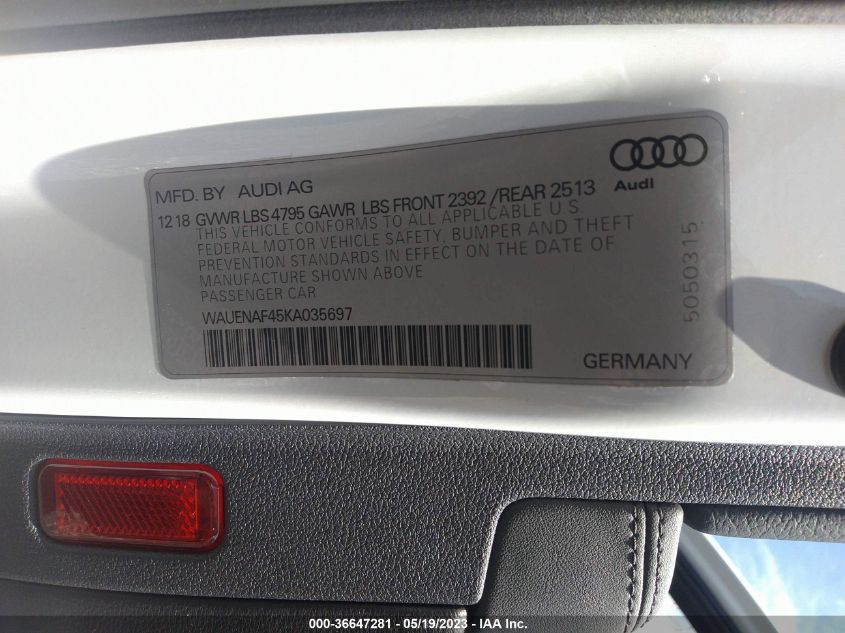 MFD. BY AUDI AG
Audi
12 18 GVWR LBS 4795 GAWR LBS FRONT 2392 /REAR 2513
THIS VEHICLE CONFORMS TO ALL APPLICABLE U.S.
FEDERAL MOTOR VEHICLE SAFETY, BUMPER AND THEFT
PREVENTION STANDARDS IN EFFECT ON THE DATE OF
MANUFACTURE SHOWN ABOVE
PASSENGER CAR
WAUENAF45KA035697
GERMANY
5050315
000-36647281 - 05/19/2023 - IAA Inc.